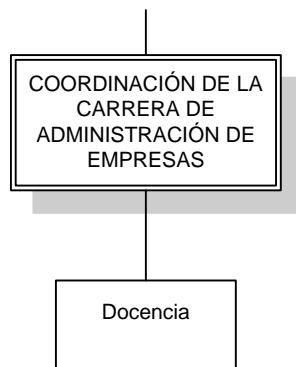 COORDINACIÓN DE LA
CARRERA DE
ADMINISTRACIÓN DE
EMPRESAS
Docencia